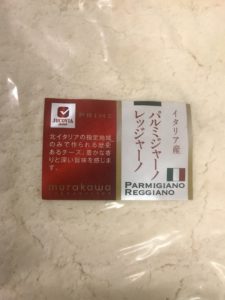 PRIME
北イタリアの指定地域
のみで作られる歴史
あるチーズ。豊かな香
りと深い旨味を感じま
す。
murakawa
イタリア産
パルミジャーノ
レッジャーノ
PARMIGIANO
REGGIANO